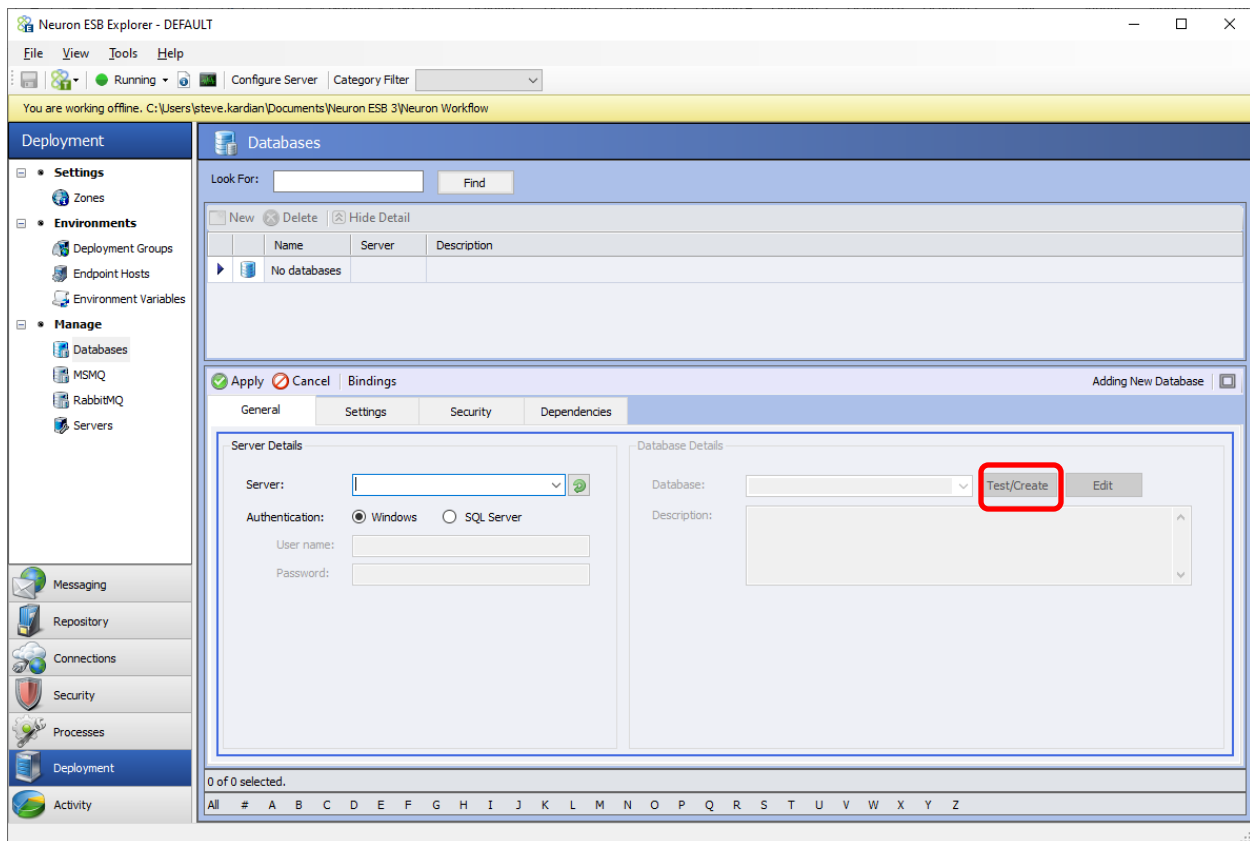 Neuron ESB Explorer - DEFAULT
File View Tools Help
Running Configure Server Category Filter
You are working offline. C:\Users\steve.kardian\Documents\Neuron ESB 3\Neuron Workflow
Deployment
Settings
Zones
Environments
Deployment Groups
Endpoint Hosts
Environment Variables
Manage
Databases
MSMQ
RabbitMQ
Servers
Messaging
Repository
Connections
Security
Processes
Deployment
Activity
Databases
Look For: Find
New Delete Hide Detail
Name Server Description
No databases
Apply Cancel Bindings Adding New Database
General Settings Security Dependencies
Server Details
Server:
Authentication: Windows SQL Server
User name:
Password:
Database Details
Database: Test/Create Edit
Description:
0 of 0 selected.
All # A B C D E F G H I J K L M N O P Q R S T U V W X Y Z